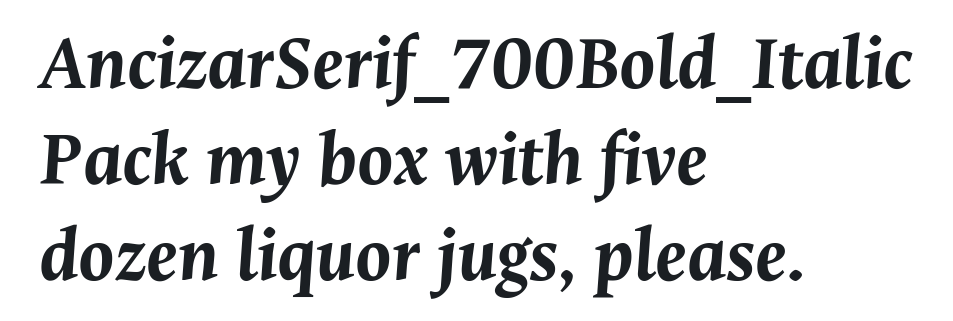 AncizarSerif_700Bold_Italic
Pack my box with five
dozen liquor jugs, please.